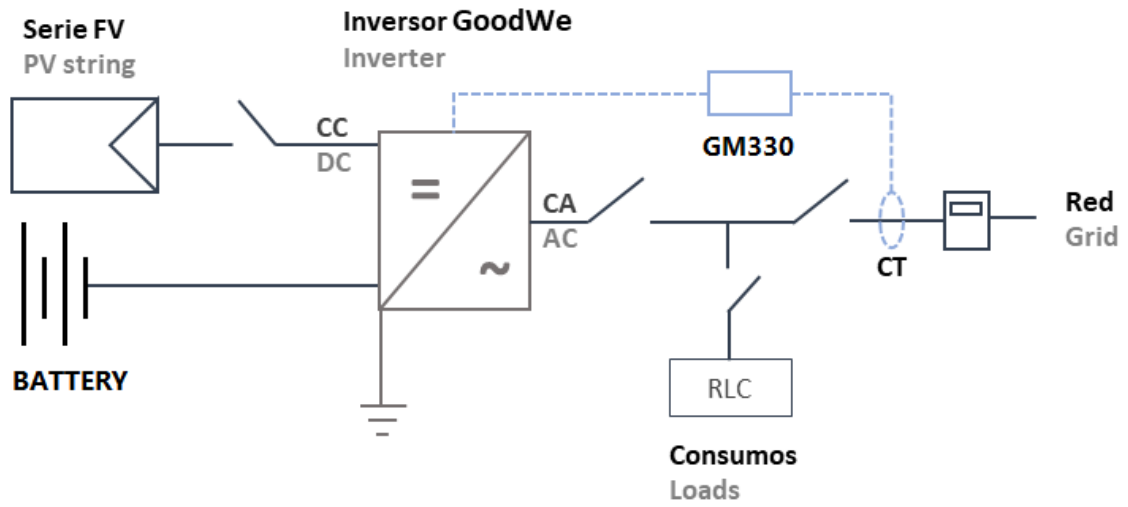 Serie FV
PV string
Inversor GoodWe
Inverter
CC
DC
GM330
=
~
CA
AC
CT
Red
Grid
BATTERY
RLC
Consumos
Loads